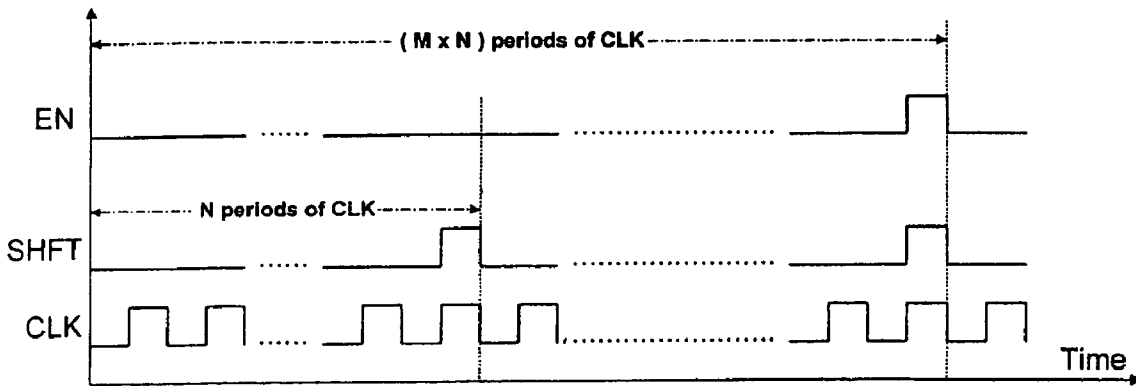 ( M x N ) periods of CLK
EN
N periods of CLK
SHFT
CLK
Time